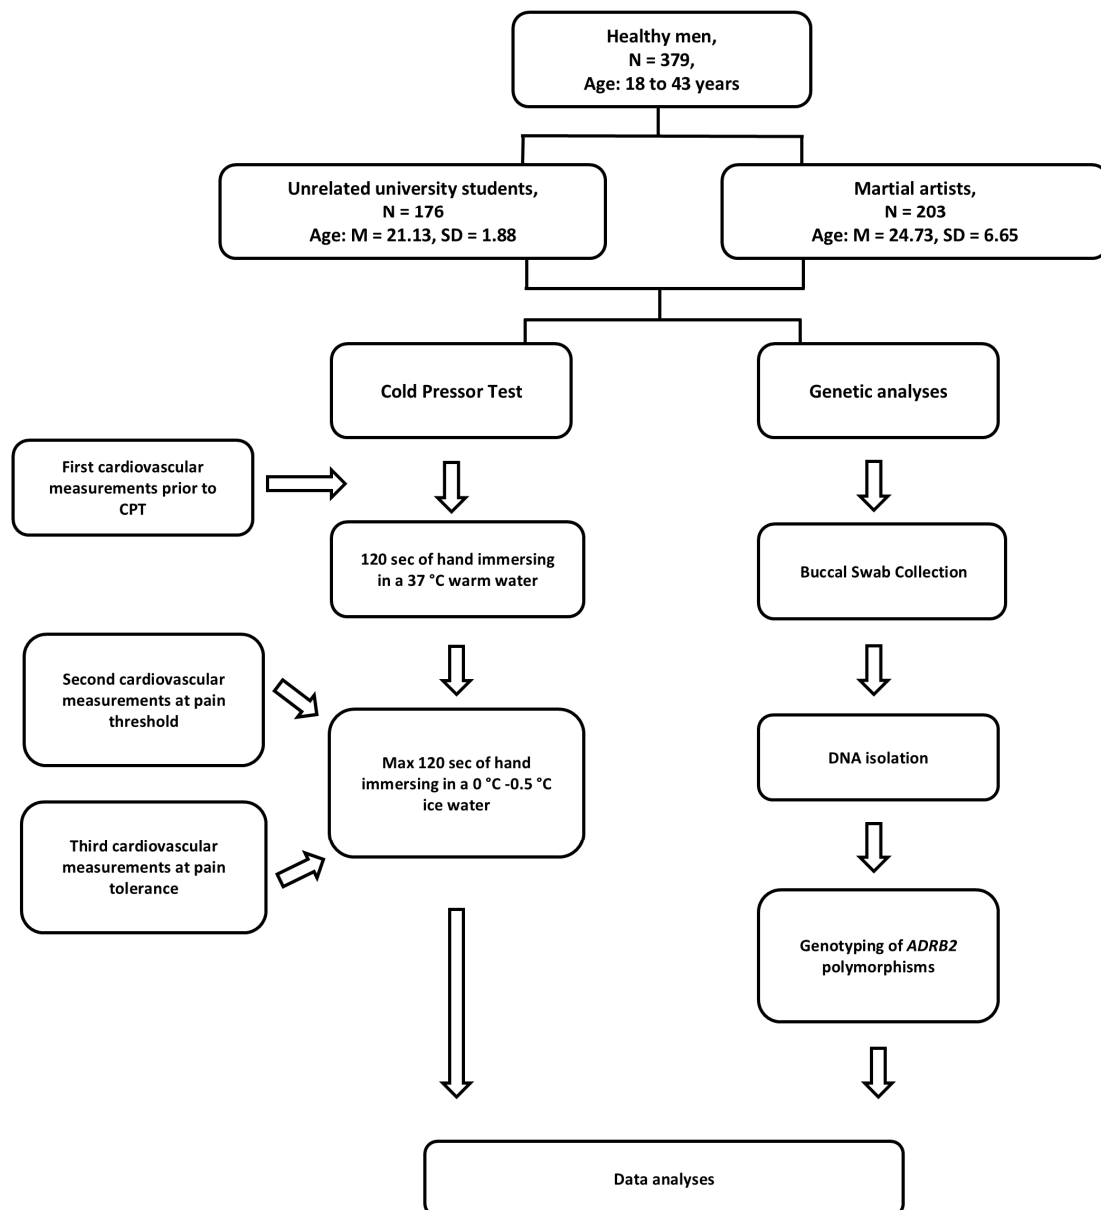 Healthy men,
N = 379,
Age: 18 to 43 years
Unrelated university students,
N = 176
Age: M = 21.13, SD = 1.88
Martial artists,
N = 203
Age: M = 24.73, SD = 6.65
Cold Pressor Test
Genetic analyses
First cardiovascular
measurements prior to
CPT
120 sec of hand immersing
in a 37 °C warm water
Buccal Swab Collection
Second cardiovascular
measurements at pain
threshold
Max 120 sec of hand
immersing in a 0 °C -0.5 °C
ice water
DNA isolation
Third cardiovascular
measurements at pain
tolerance
Genotyping of ADRB2
polymorphisms
Data analyses